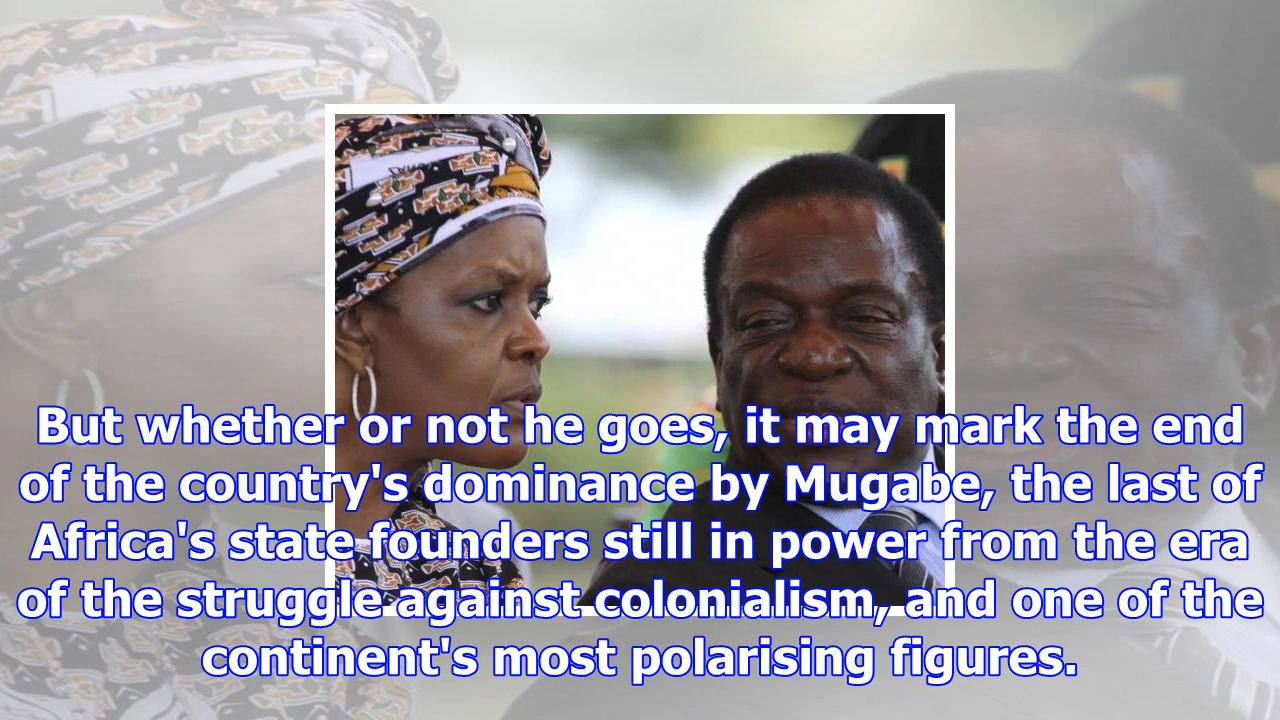 But whether or not he goes, it may mark the end
of the country's dominance by Mugabe, the last of
Africa's state founders still in power from the era
of the struggle against colonialism, and one of the
continent's most polarising figures.